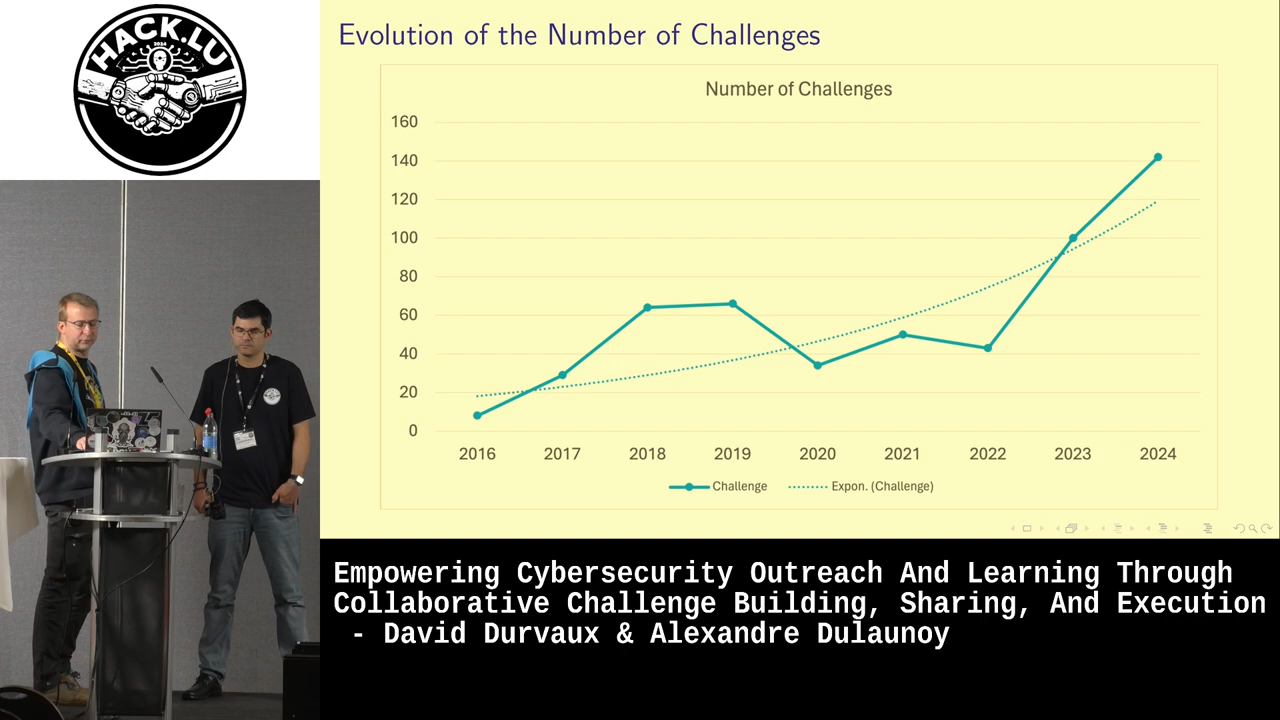 HACK.LU
2024
Evolution of the Number of Challenges
Number of Challenges
160
140
120
100
80
60
40
20
0
2016 2017 2018 2019 2020 2021 2022 2023 2024
Challenge Expon. (Challenge)
Empowering Cybersecurity Outreach And Learning Through
Collaborative Challenge Building, Sharing, And Execution
- David Durvaux & Alexandre Dulaunoy